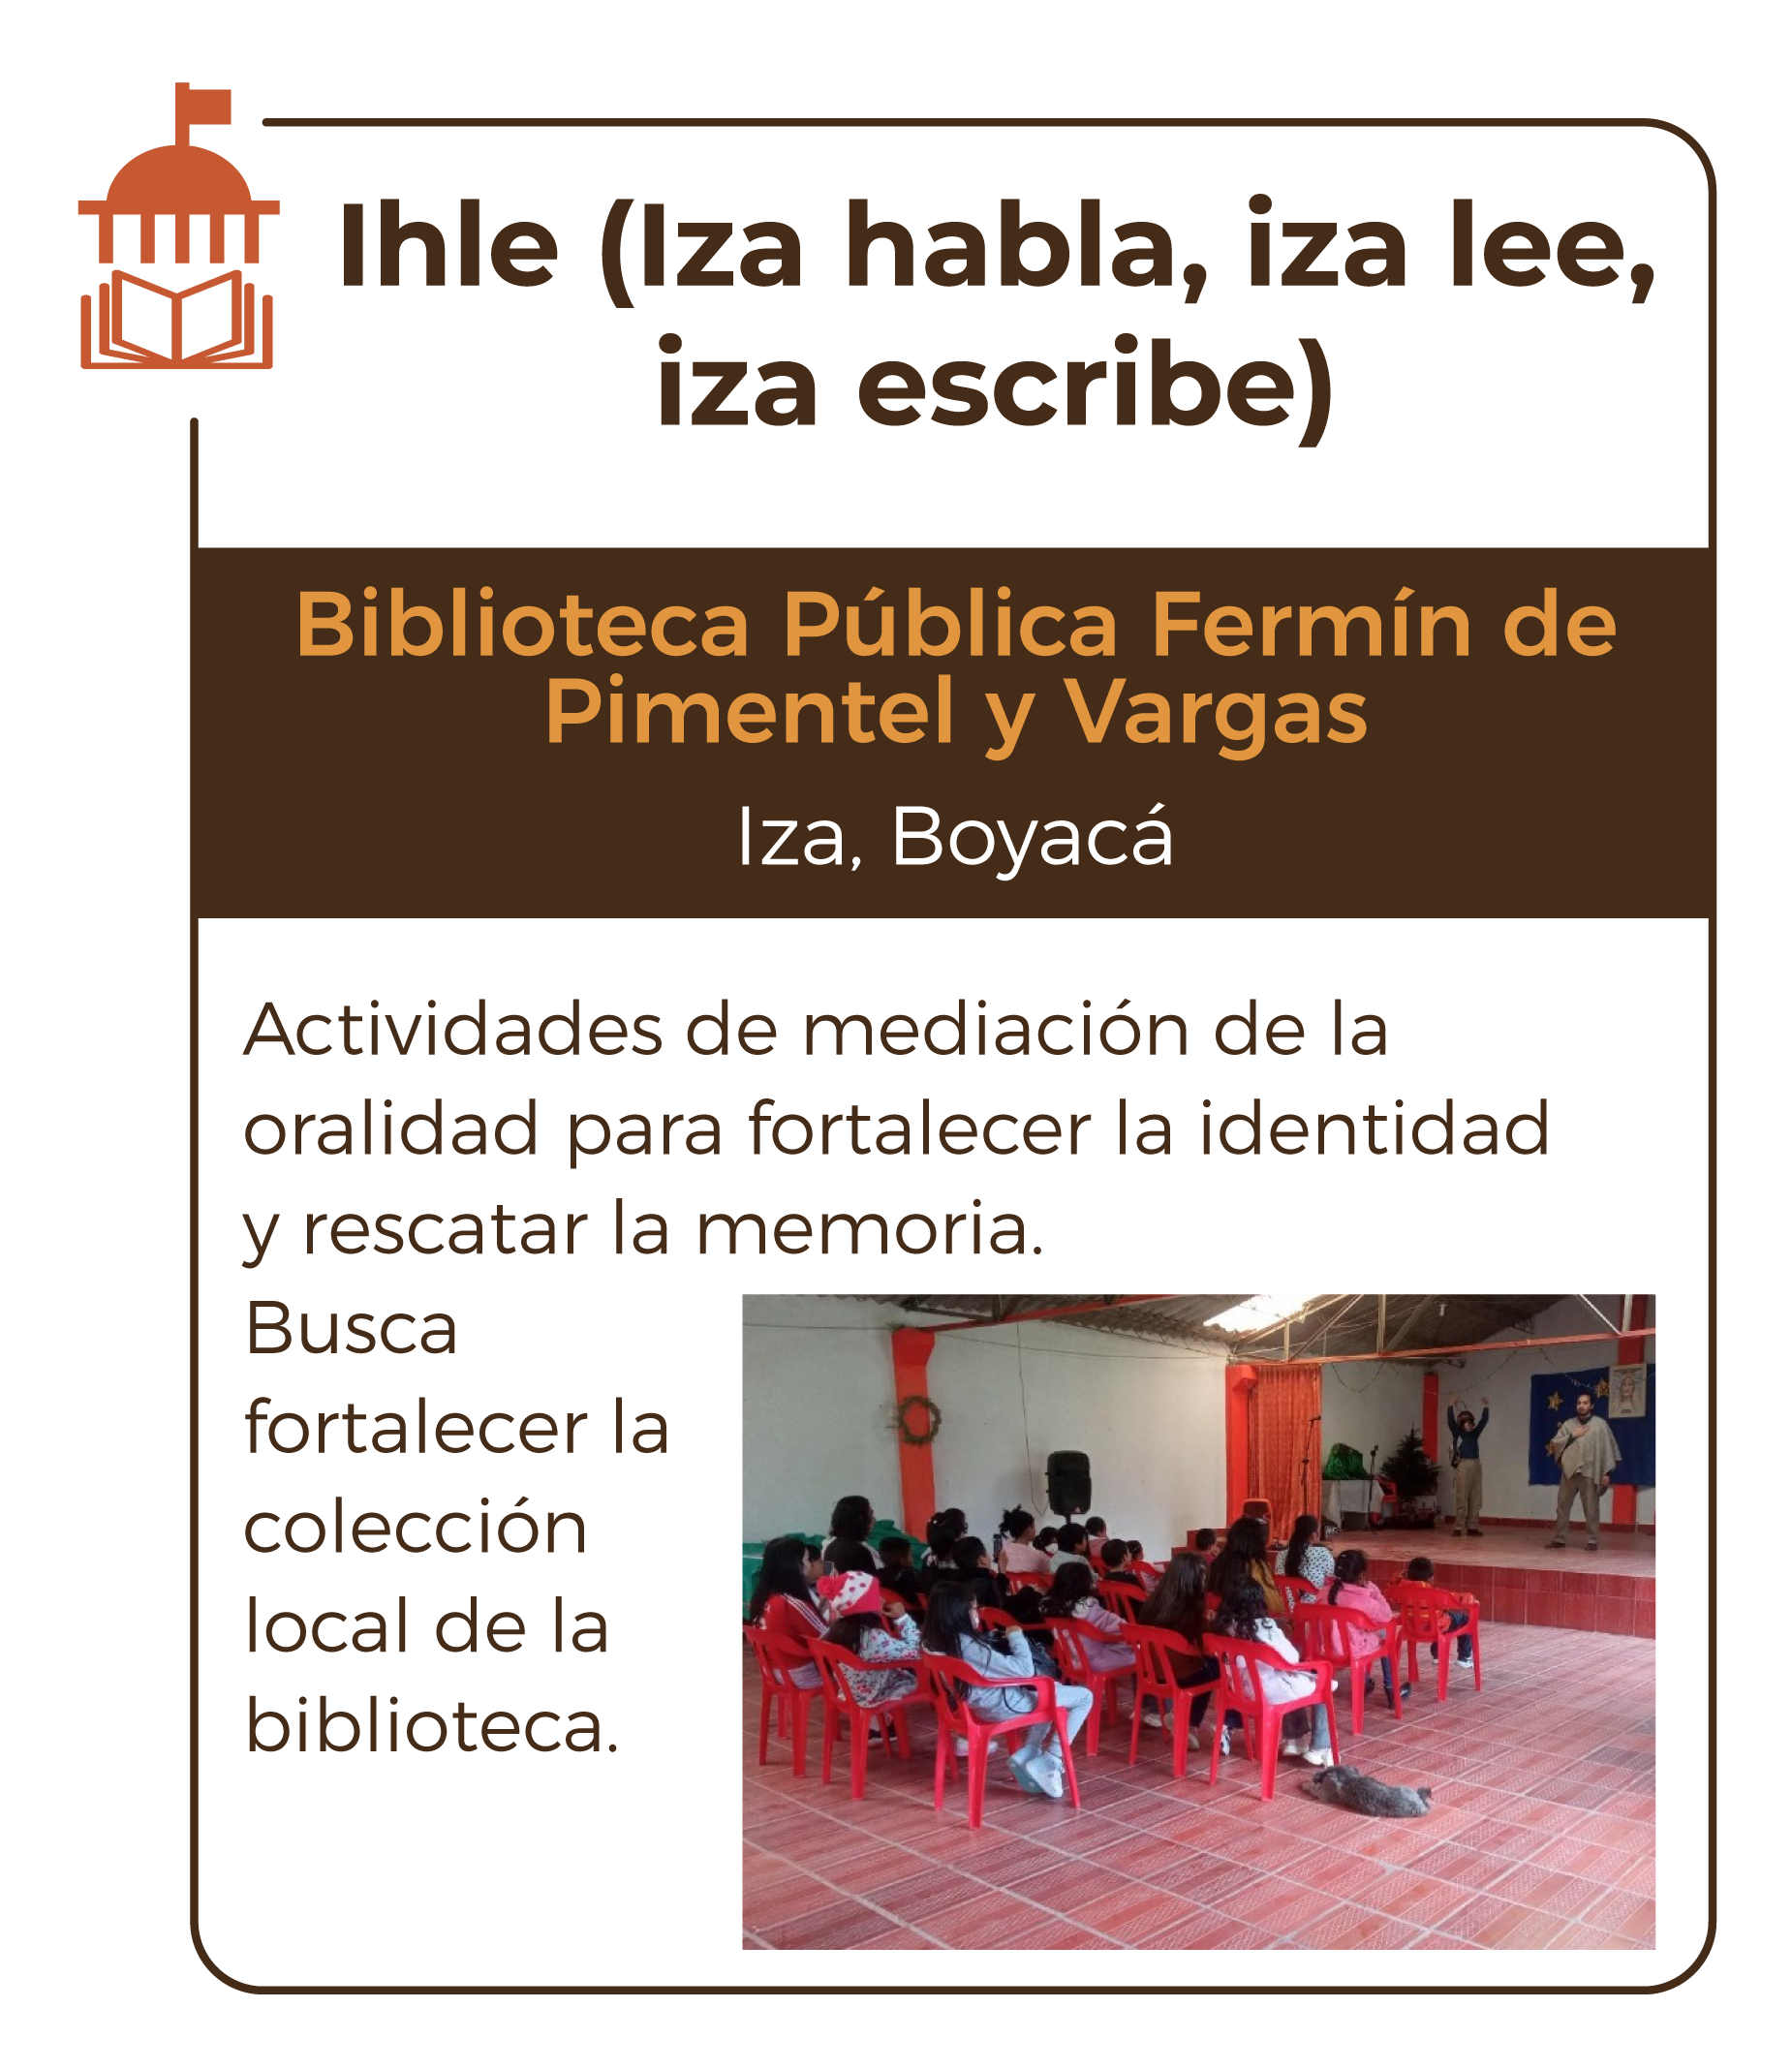 Ihle (Iza habla, iza lee,
iza escribe)
Biblioteca Pública Fermín de
Pimentel y Vargas
Iza, Boyacá
Actividades de mediación de la
oralidad para fortalecer la identidad
y rescatar la memoria.
Busca
fortalecer la
colección
local de la
biblioteca.